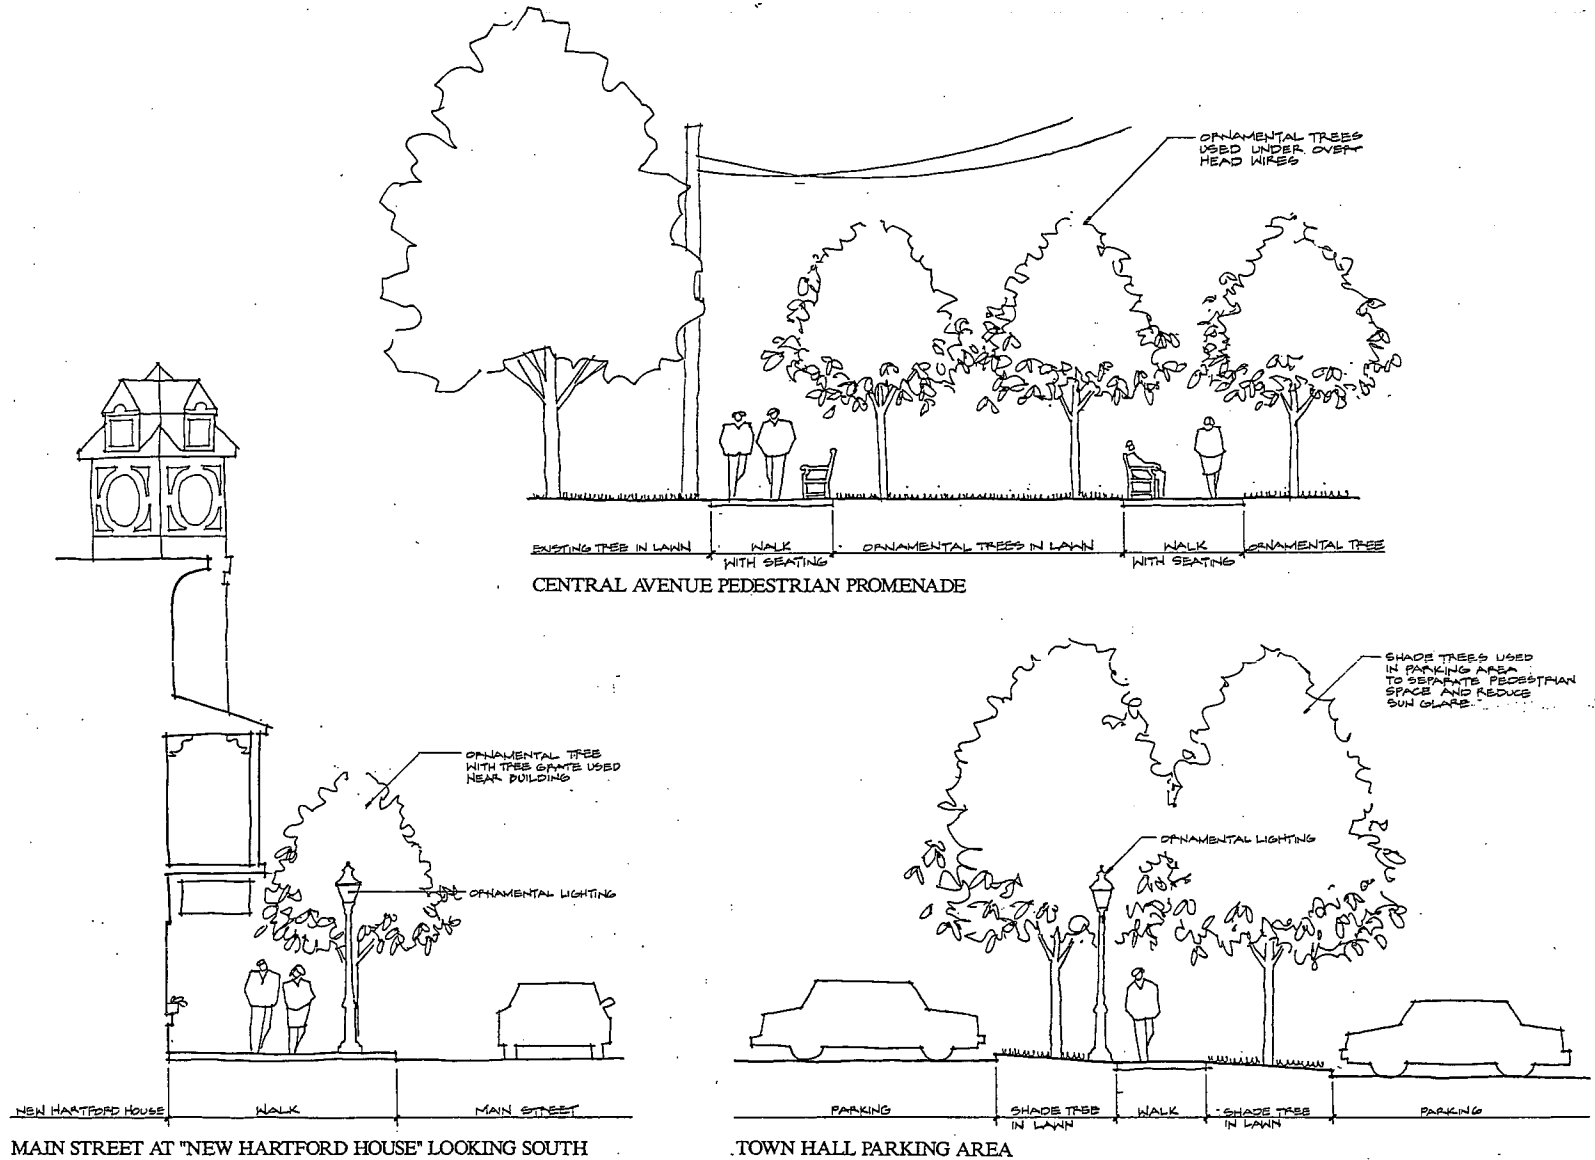 ORNAMENTAL TREES
USED UNDER OVER
HEAD WIRES
EXISTING TREE IN LAWN
WALK
WITH SEATING
ORNAMENTAL TREES IN LAWN
WALK
WITH SEATING
ORNAMENTAL TREE
CENTRAL AVENUE PEDESTRIAN PROMENADE
ORNAMENTAL TREE
WITH TREE GRATE USED
NEAR BUILDING
ORNAMENTAL LIGHTING
NEW HARTFORD HOUSE
WALK
MAIN STREET
MAIN STREET AT "NEW HARTFORD HOUSE" LOOKING SOUTH
SHADE TREES USED
IN PARKING AREA
TO SEPARATE PEDESTRIAN
SPACE AND REDUCE
SUN GLARE
ORNAMENTAL LIGHTING
PARKING
SHADE TREE
IN LAWN
WALK
SHADE TREE
IN LAWN
PARKING
TOWN HALL PARKING AREA